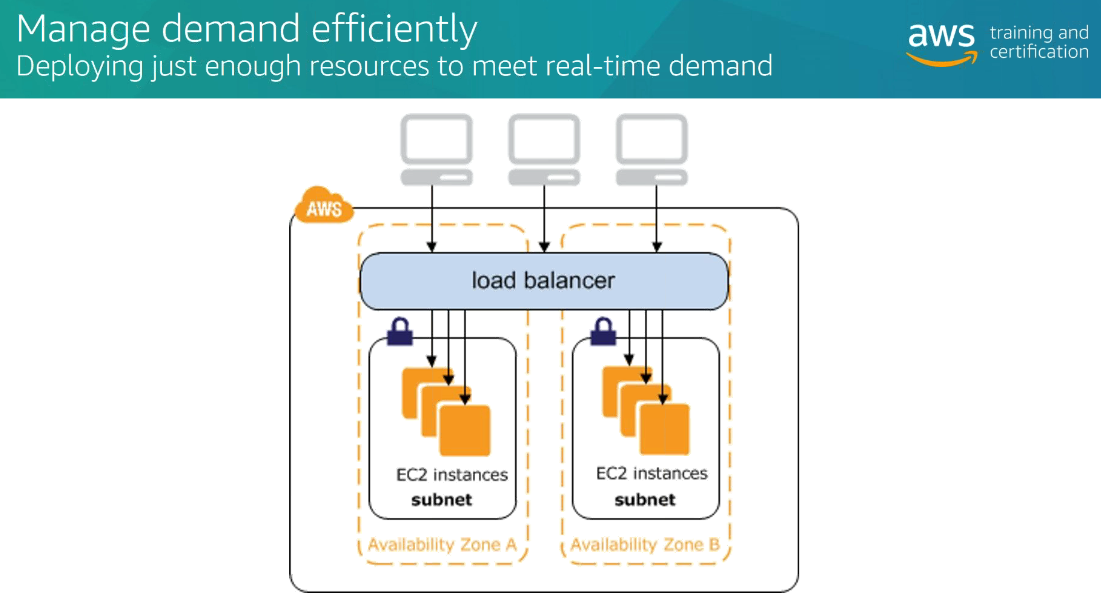 Manage demand efficiently
Deploying just enough resources to meet real-time demand
aws training and
certification
AWS
load balancer
EC2 instances
subnet
EC2 instances
subnet
Availability Zone A
Availability Zone B